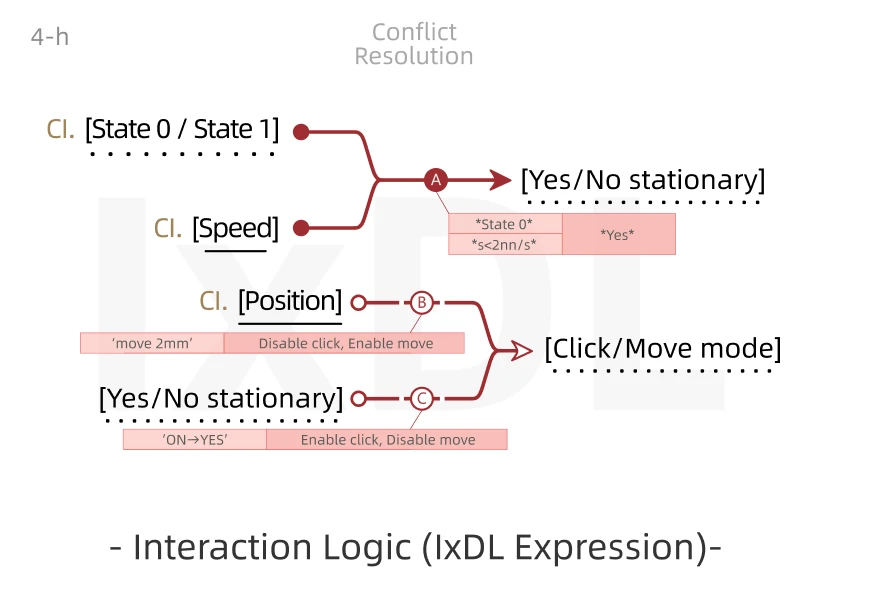 4-h
Conflict
Resolution
CI. [State 0 / State 1]
A
[Yes/No stationary]
CI. [Speed]
*State 0*
*s<2nn/s*
*Yes*
CI. [Position]
B
'move 2mm'
Disable click, Enable move
[Click/Move mode]
[Yes/No stationary]
C
'ON→YES'
Enable click, Disable move
IxDL
- Interaction Logic (IxDL Expression)-